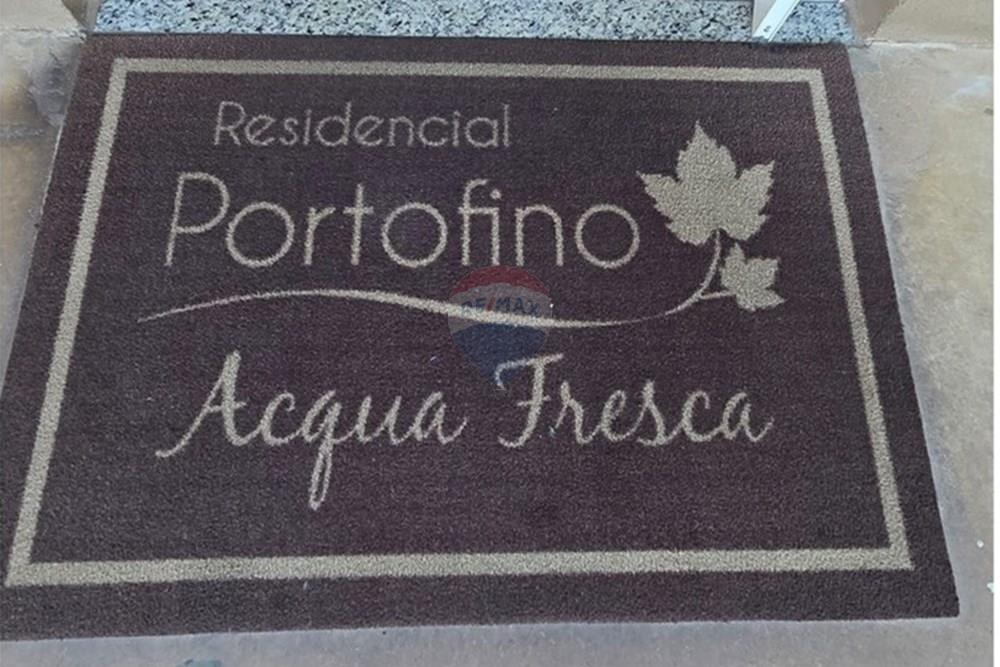 Residencial
Portofino
RE/MAX
Acqua Fresca